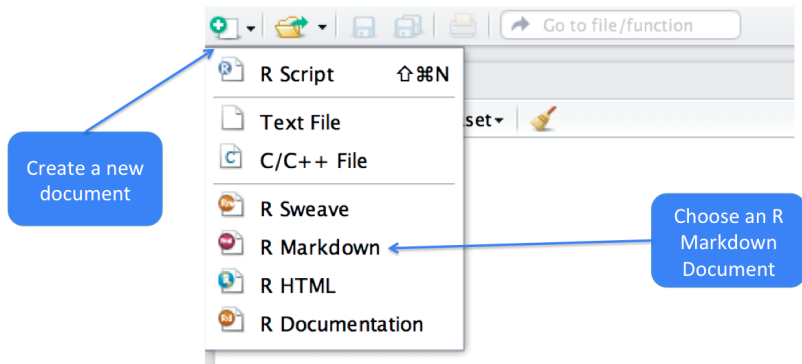 Go to file/function
R Script ⇧⌘N
Text File
set
C/C++ File
Create a new
document
R Sweave
R Markdown
Choose an R
Markdown
Document
R HTML
R Documentation